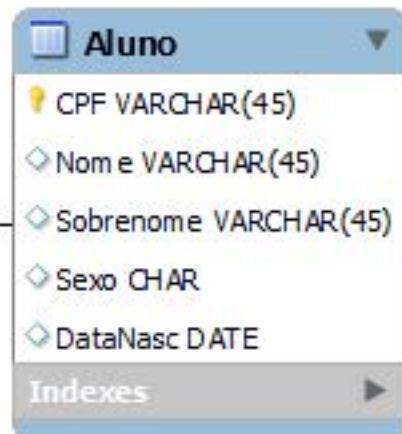 Aluno
CPF VARCHAR(45)
Nome VARCHAR(45)
Sobrenome VARCHAR(45)
Sexo CHAR
DataNasc DATE
Indexes